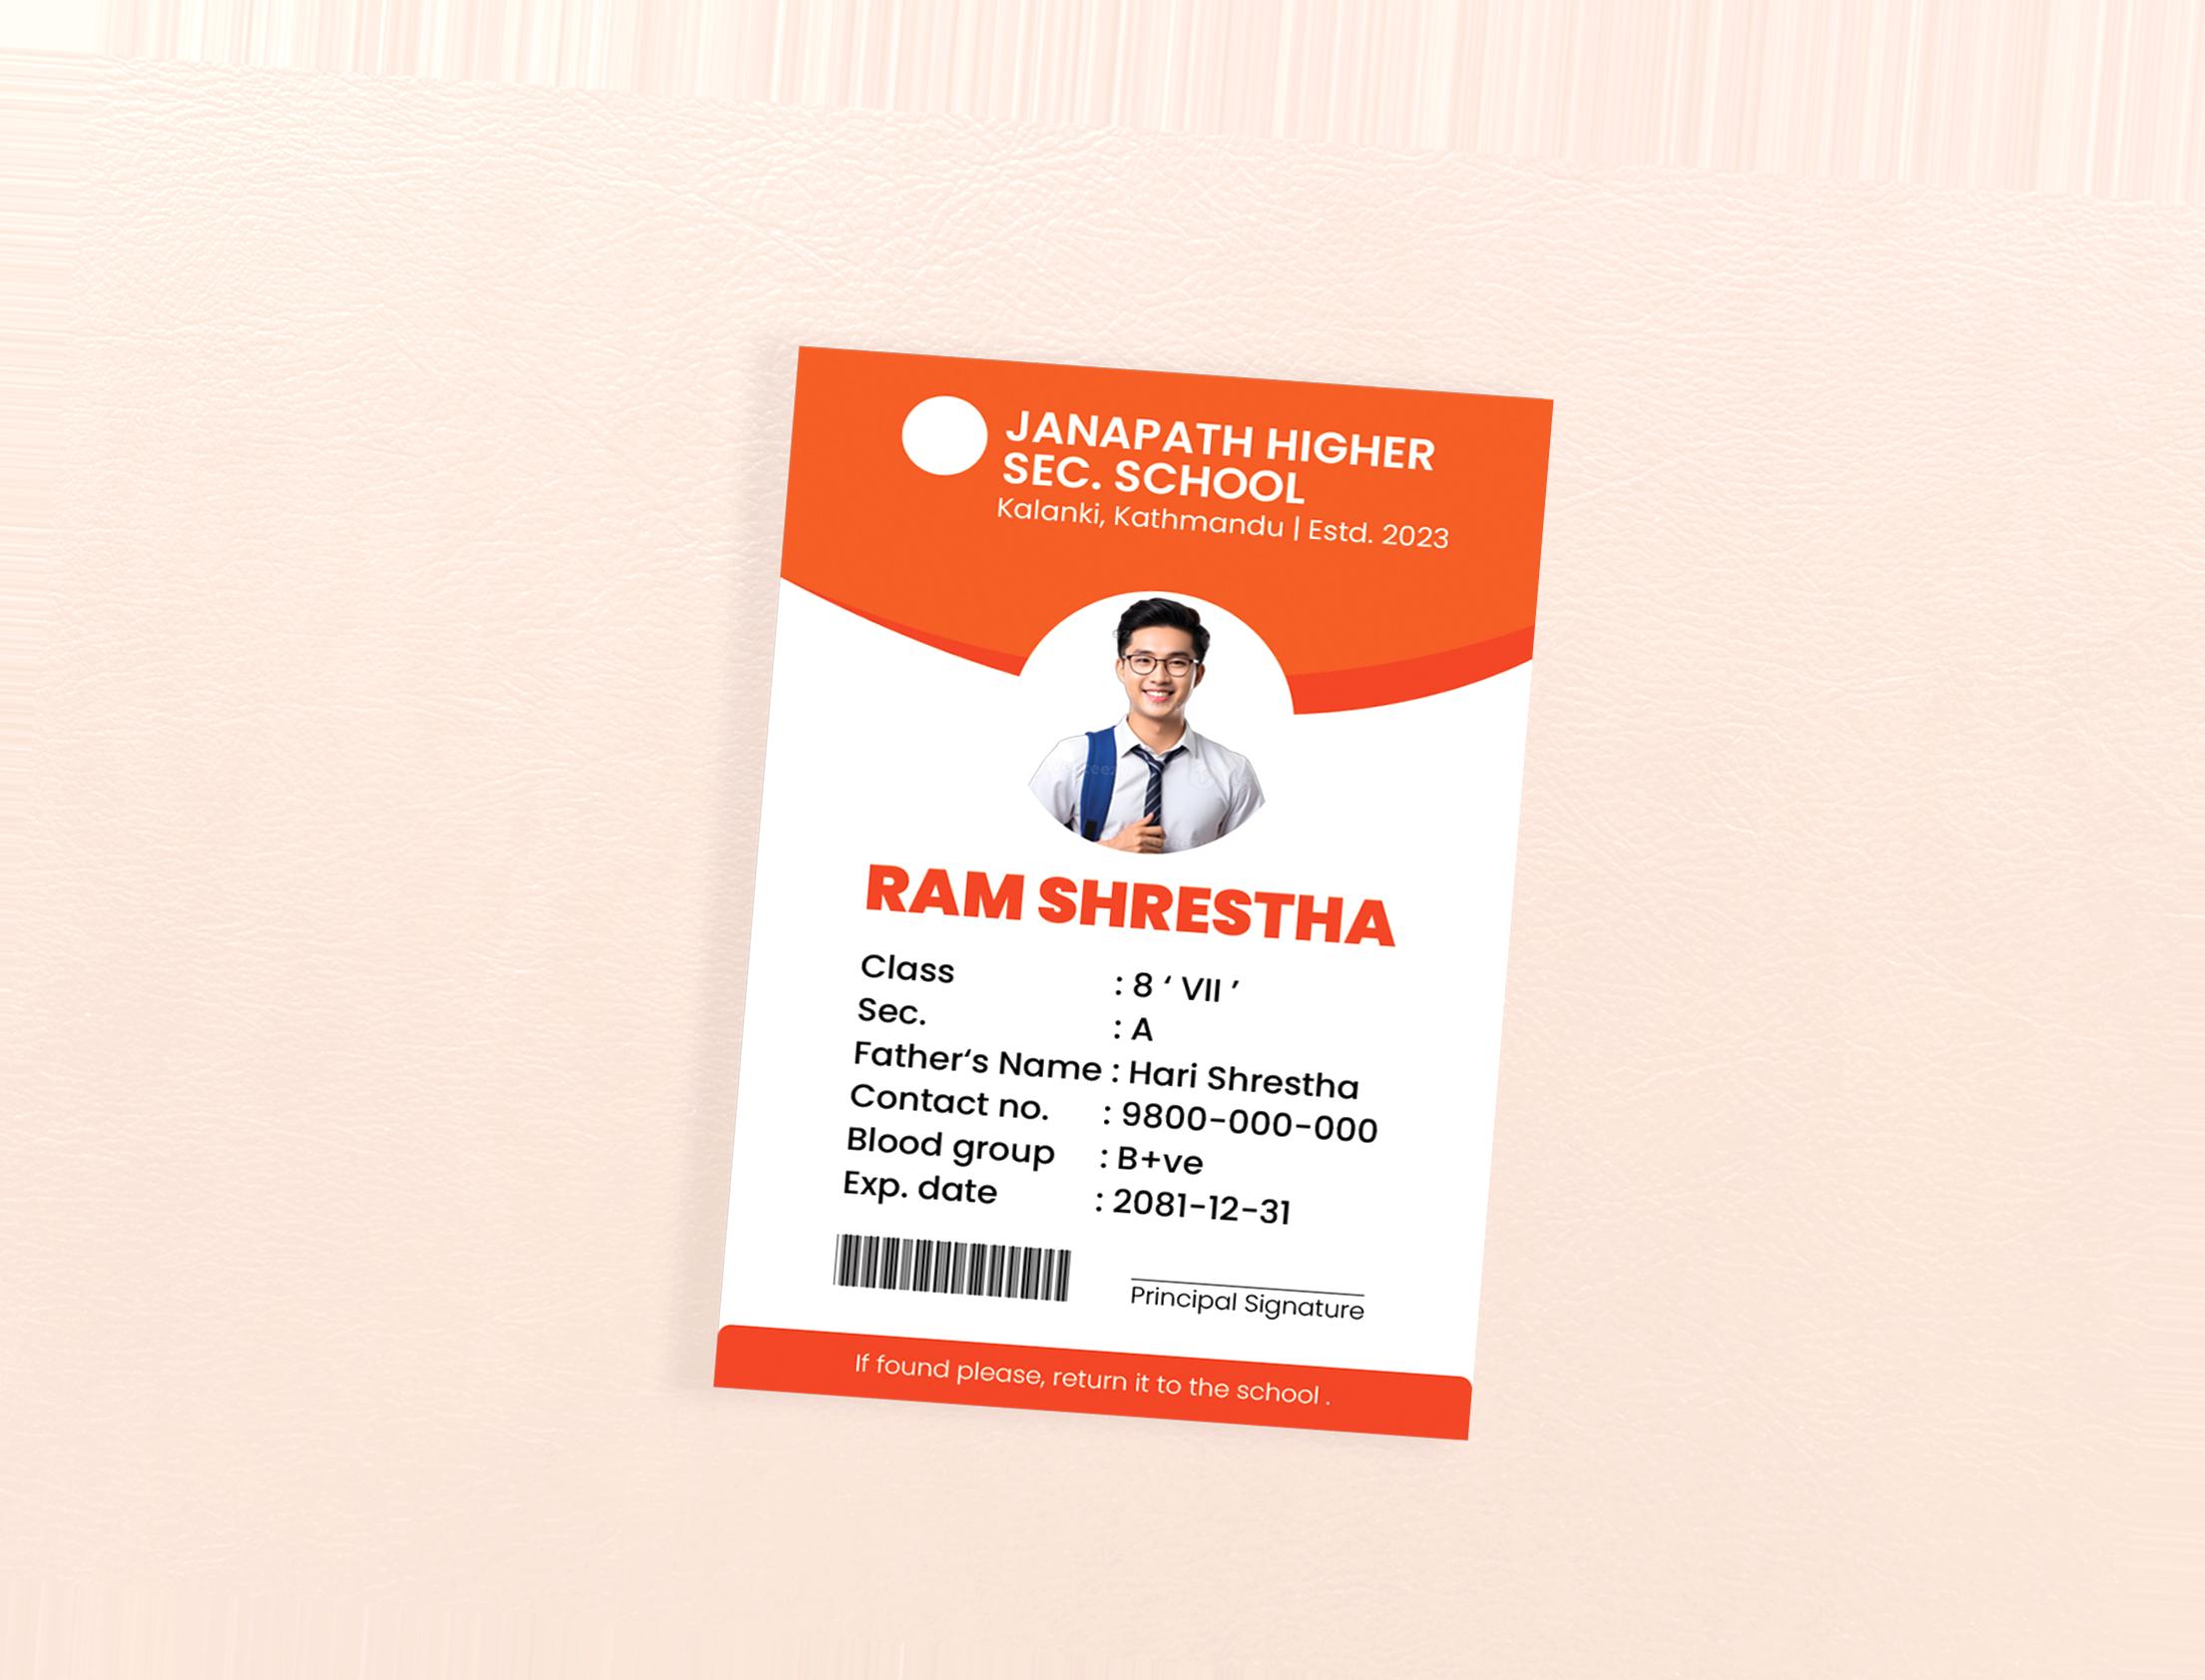 JANAPATH HIGHER
SEC. SCHOOL
Kalanki, Kathmandu | Estd. 2023
RAM SHRESTHA
Class : 8 ‘ VII ’
Sec. : A
Father‘s Name : Hari Shrestha
Contact no. : 9800-000-000
Blood group : B+ve
Exp. date : 2081-12-31
Principal Signature
If found please, return it to the school .